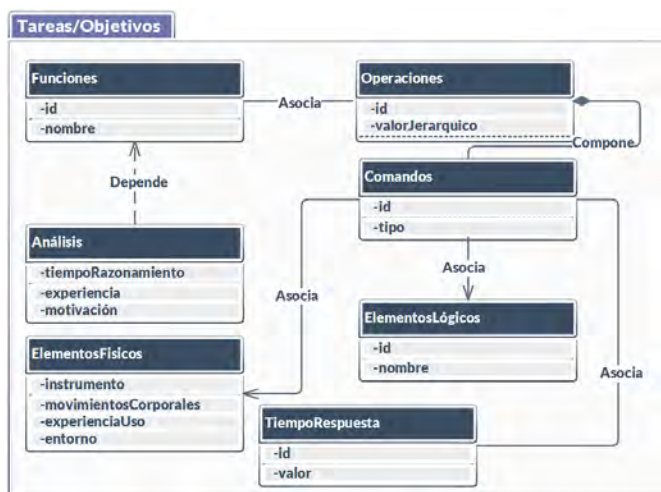 Tareas/Objetivos
Funciones
-id
-nombre
Asocia
Operaciones
-id
-valorJerarquico
Compone
Depende
Comandos
-id
-tipo
Análisis
-tiempoRazonamiento
-experiencia
-motivación
Asocia
Asocia
ElementosLógicos
-id
-nombre
ElementosFisicos
-instrumento
-movimientosCorporales
-experienciaUso
-entorno
Asocia
TiempoRespuesta
-id
-valor